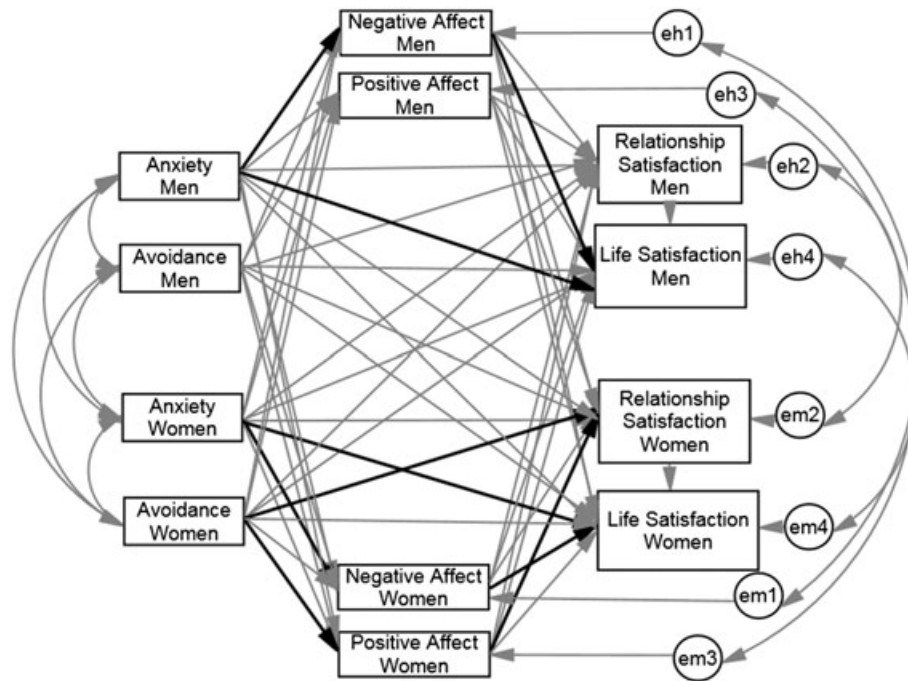 Negative Affect
Men
eh1
Positive Affect
Men
eh3
Relationship
Satisfaction
Men
eh2
Anxiety
Men
Life Satisfaction
Men
eh4
Avoidance
Men
Anxiety
Women
Relationship
Satisfaction
Women
em2
Avoidance
Women
Life Satisfaction
Women
em4
Negative Affect
Women
em1
Positive Affect
Women
em3